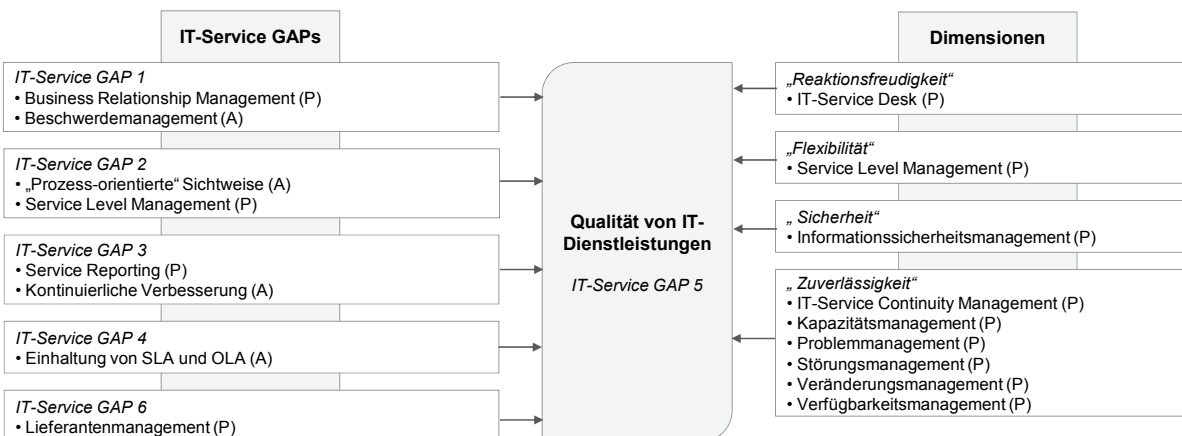 IT-Service GAPs
IT-Service GAP 1
• Business Relationship Management (P)
• Beschwerdemanagement (A)
IT-Service GAP 2
• „Prozess-orientierte“ Sichtweise (A)
• Service Level Management (P)
IT-Service GAP 3
• Service Reporting (P)
• Kontinuierliche Verbesserung (A)
IT-Service GAP 4
• Einhaltung von SLA und OLA (A)
IT-Service GAP 6
• Lieferantenmanagement (P)
Qualität von IT-
Dienstleistungen
IT-Service GAP 5
Dimensionen
„Reaktionsfreudigkeit“
• IT-Service Desk (P)
„Flexibilität“
• Service Level Management (P)
„ Sicherheit“
• Informationssicherheitsmanagement (P)
„ Zuverlässigkeit“
• IT-Service Continuity Management (P)
• Kapazitätsmanagement (P)
• Problemmanagement (P)
• Störungsmanagement (P)
• Veränderungsmanagement (P)
• Verfügbarkeitsmanagement (P)